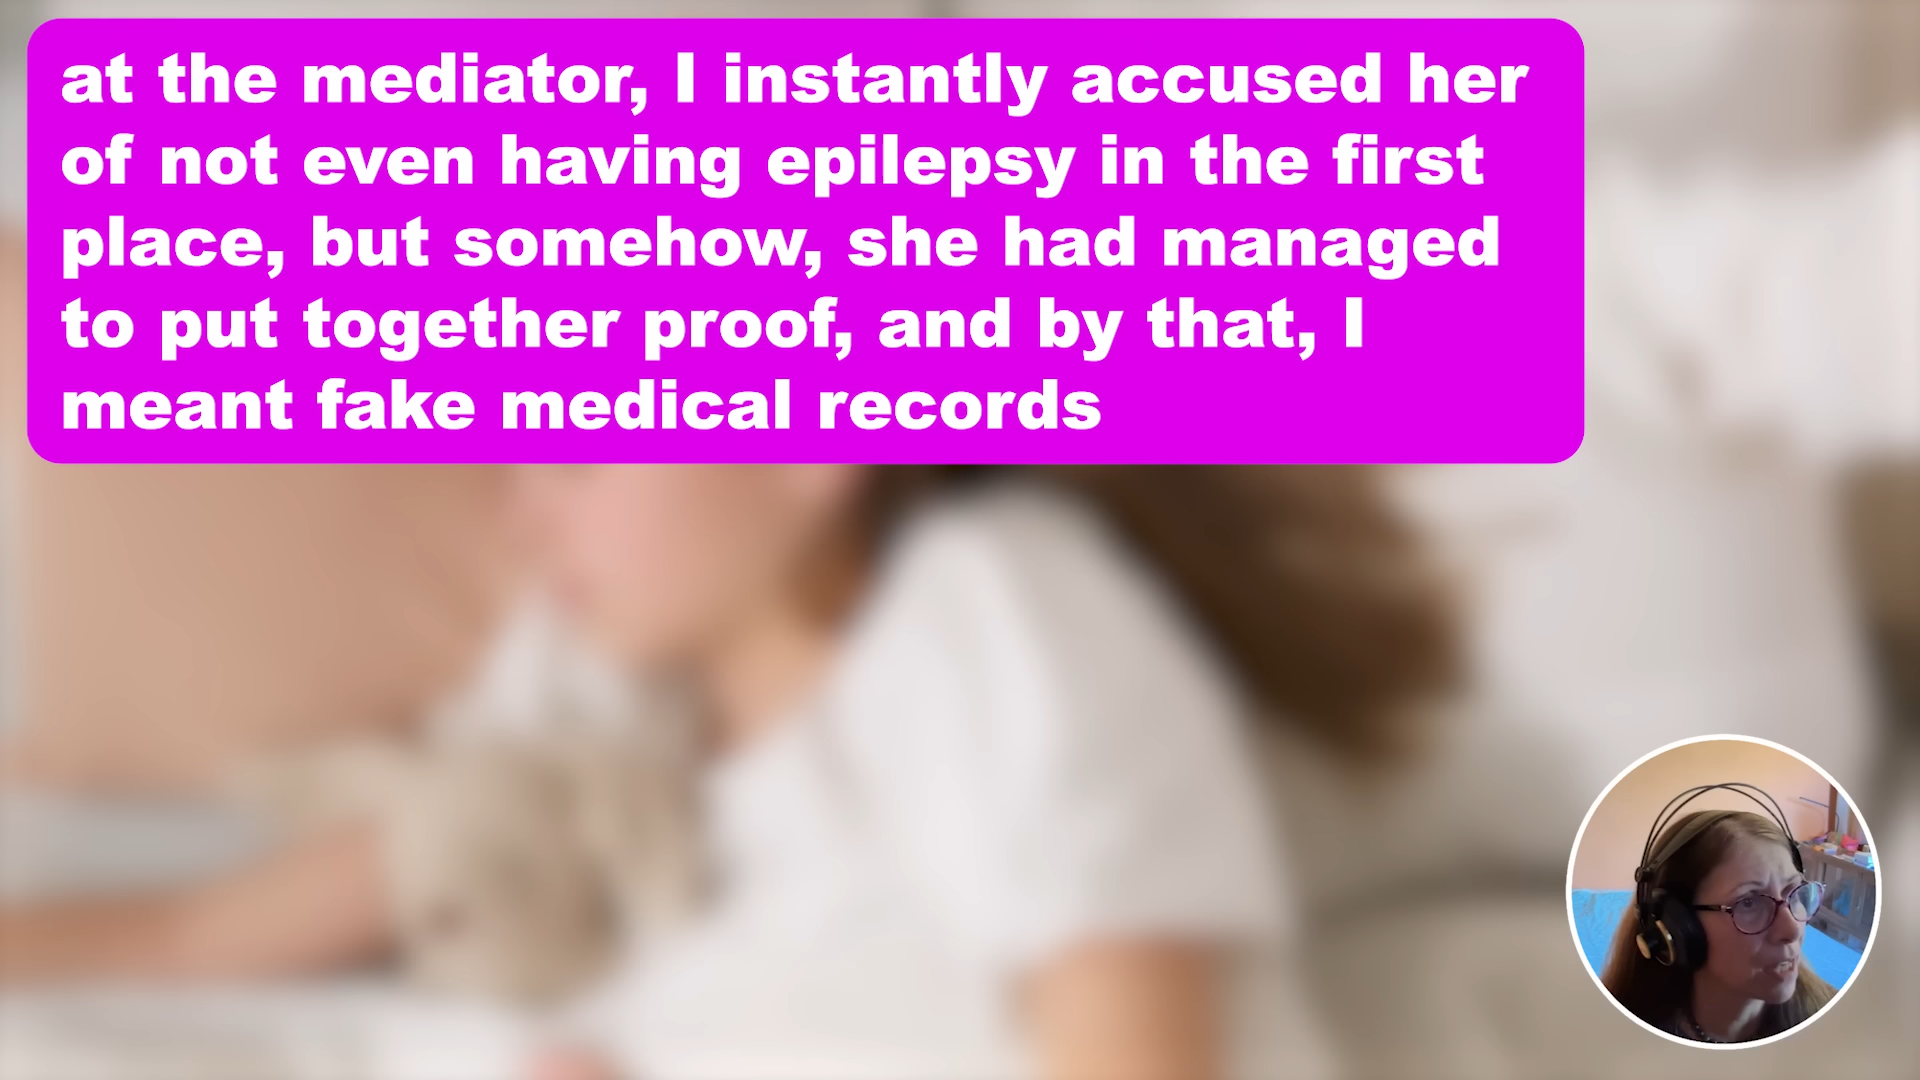 at the mediator, I instantly accused her
of not even having epilepsy in the first
place, but somehow, she had managed
to put together proof, and by that, I
meant fake medical records